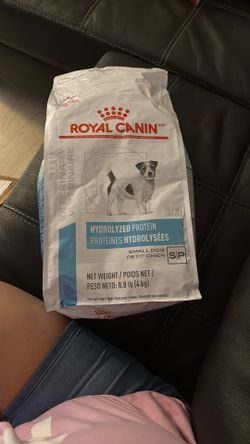 ROYAL CANIN
VETERINARY
VÉTÉRINAIRE
HYDROLYZED PROTEIN
PROTÉINES HYDROLYSÉES
SMALL DOG
PETIT CHIEN
S/P
NET WEIGHT / POIDS NET /
PESO NETO: 8.8 lb (4 kg)